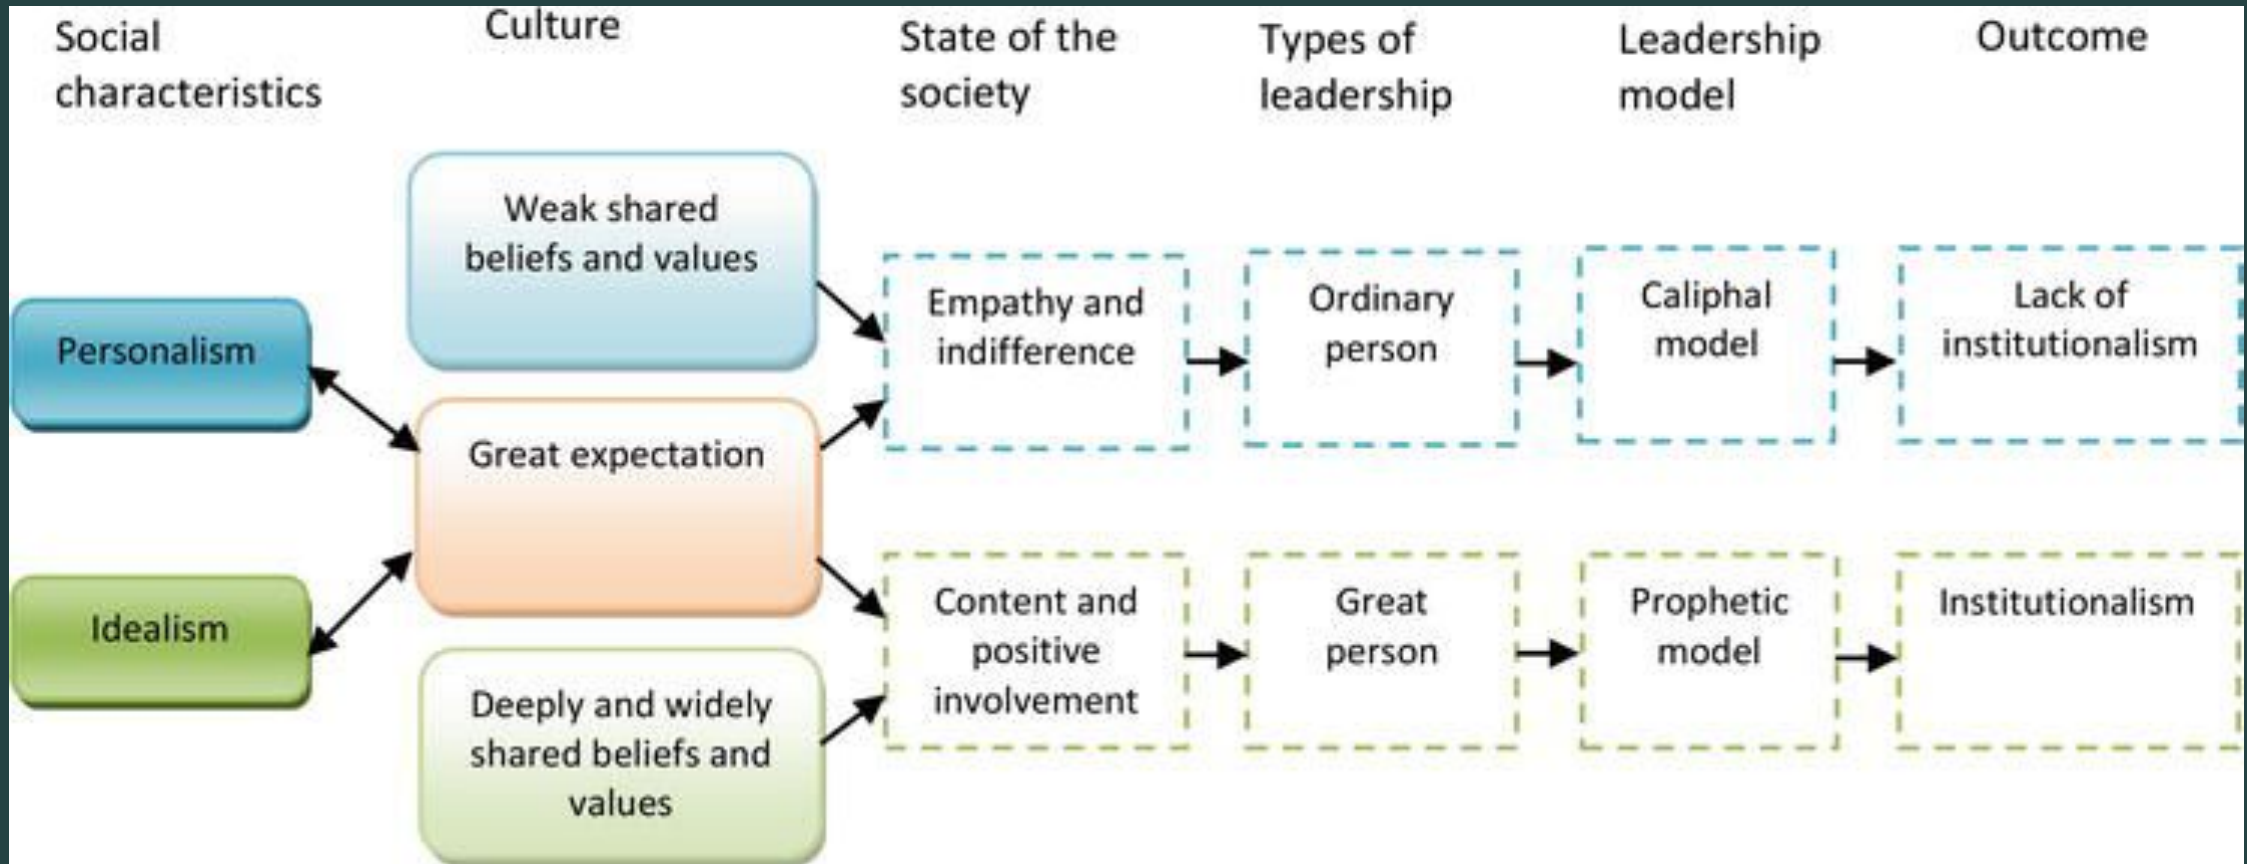 Social
characteristics
Culture
State of the
society
Types of
leadership
Leadership
model
Outcome
Personalism
Idealism
Weak shared
beliefs and values
Great expectation
Deeply and widely
shared beliefs and
values
Empathy and
indifference
Ordinary
person
Caliphal
model
Lack of
institutionalism
Content and
positive
involvement
Great
person
Prophetic
model
Institutionalism